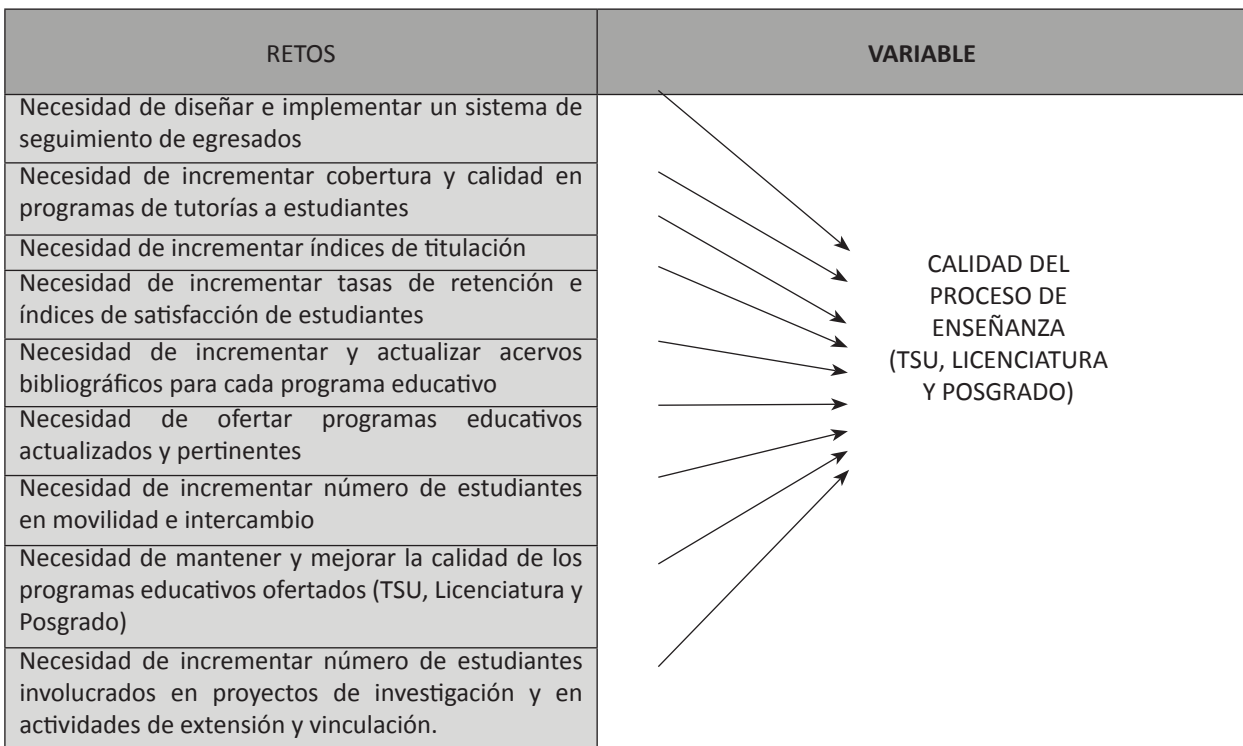 RETOS
VARIABLE
Necesidad de diseñar e implementar un sistema de
seguimiento de egresados
Necesidad de incrementar cobertura y calidad en
programas de tutorías a estudiantes
Necesidad de incrementar índices de titulación
Necesidad de incrementar tasas de retención e
índices de satisfacción de estudiantes
Necesidad de incrementar y actualizar acervos
bibliográficos para cada programa educativo
Necesidad de ofertar programas educativos
actualizados y pertinentes
Necesidad de incrementar número de estudiantes
en movilidad e intercambio
Necesidad de mantener y mejorar la calidad de los
programas educativos ofertados (TSU, Licenciatura y
Posgrado)
Necesidad de incrementar número de estudiantes
involucrados en proyectos de investigación y en
actividades de extensión y vinculación.
CALIDAD DEL
PROCESO DE
ENSEÑANZA
(TSU, LICENCIATURA
Y POSGRADO)